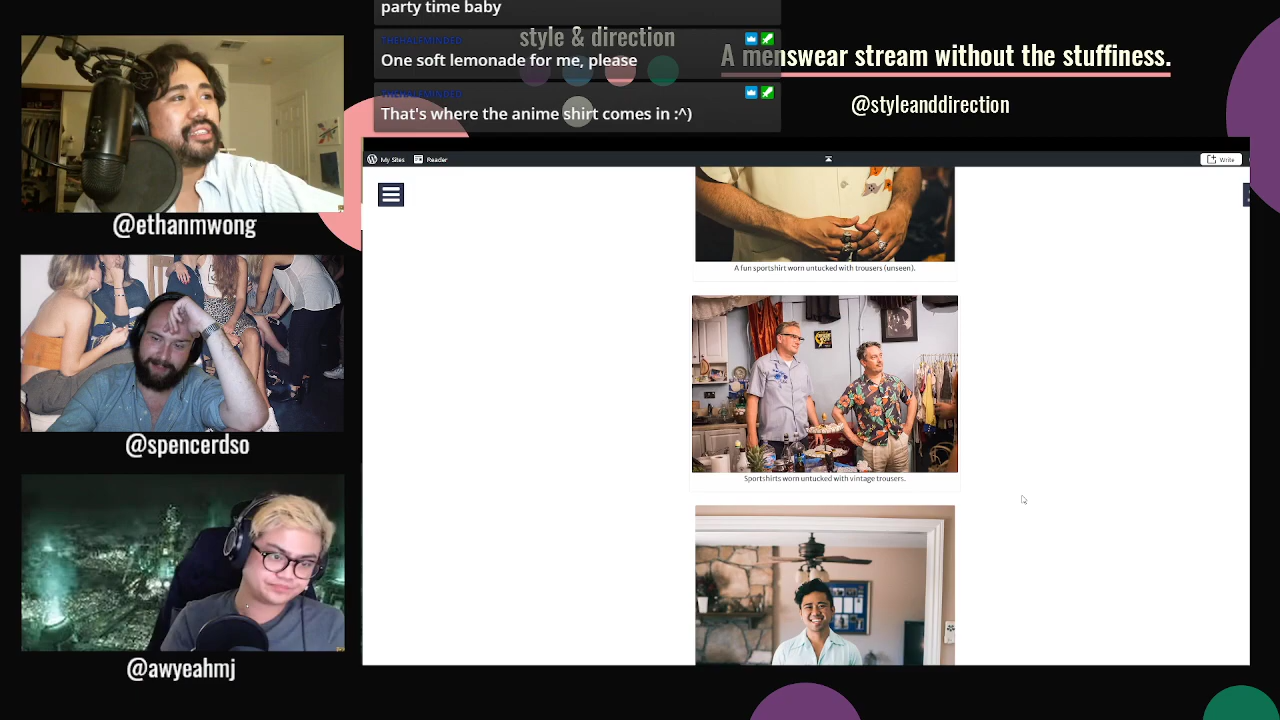 party time baby
THEHALFMINDED
One soft lemonade for me, please
THEHALFMINDED
That's where the anime shirt comes in :^)
style & direction
A menswear stream without the stuffiness.
@styleanddirection
@ethanmwong
@spencerdso
@awyeahmj
My Sites
Reader
Write
A fun sportshirt worn untucked with trousers (unseen).
Sportshirts worn untucked with vintage trousers.